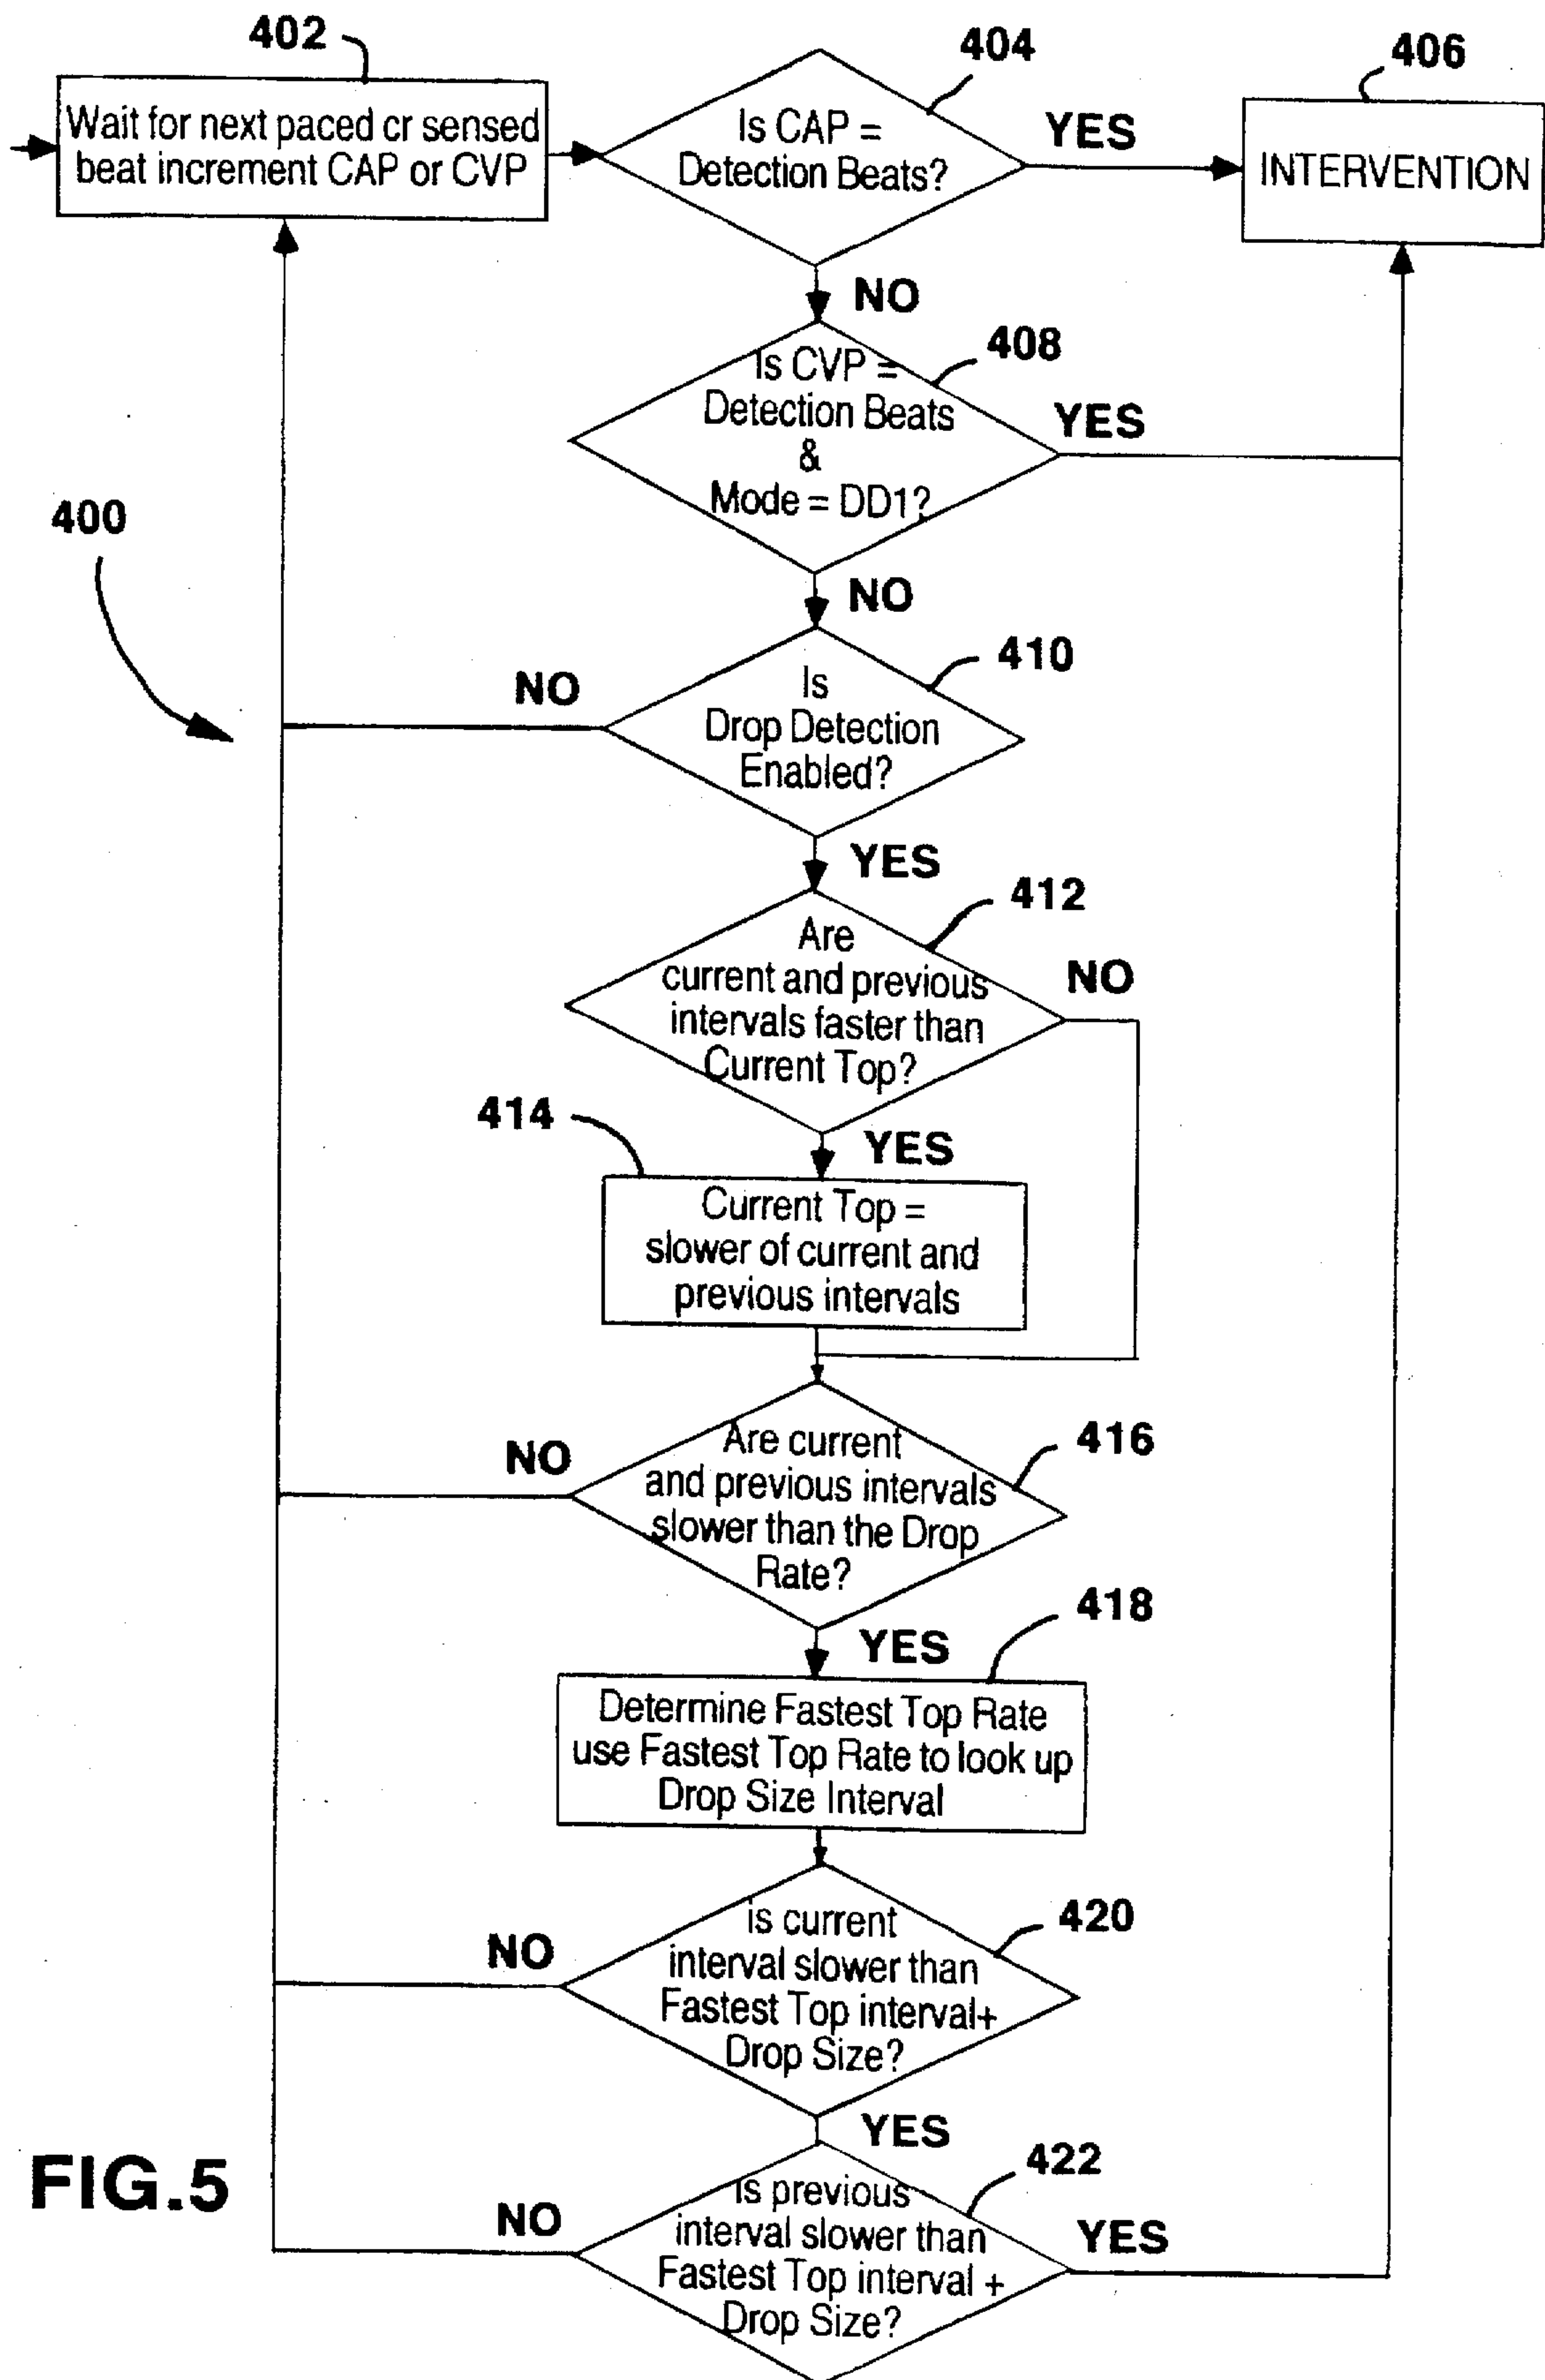 402
Wait for next paced cr sensed
beat increment CAP or CVP
404
Is CAP =
Detection Beats?
YES
406
INTERVENTION
NO
408
Is CVP =
Detection Beats
&
Mode = DD1?
YES
400
NO
410
NO
Is
Drop Detection
Enabled?
YES
412
Are
current and previous
intervals faster than
Current Top?
NO
414
YES
Current Top =
slower of current and
previous intervals
416
NO
Are current
and previous intervals
slower than the Drop
Rate?
418
YES
Determine Fastest Top Rate
use Fastest Top Rate to look up
Drop Size Interval
420
NO
is current
interval slower than
Fastest Top interval+
Drop Size?
YES
422
FIG.5
NO
is previous
interval slower than
Fastest Top interval +
Drop Size?
YES